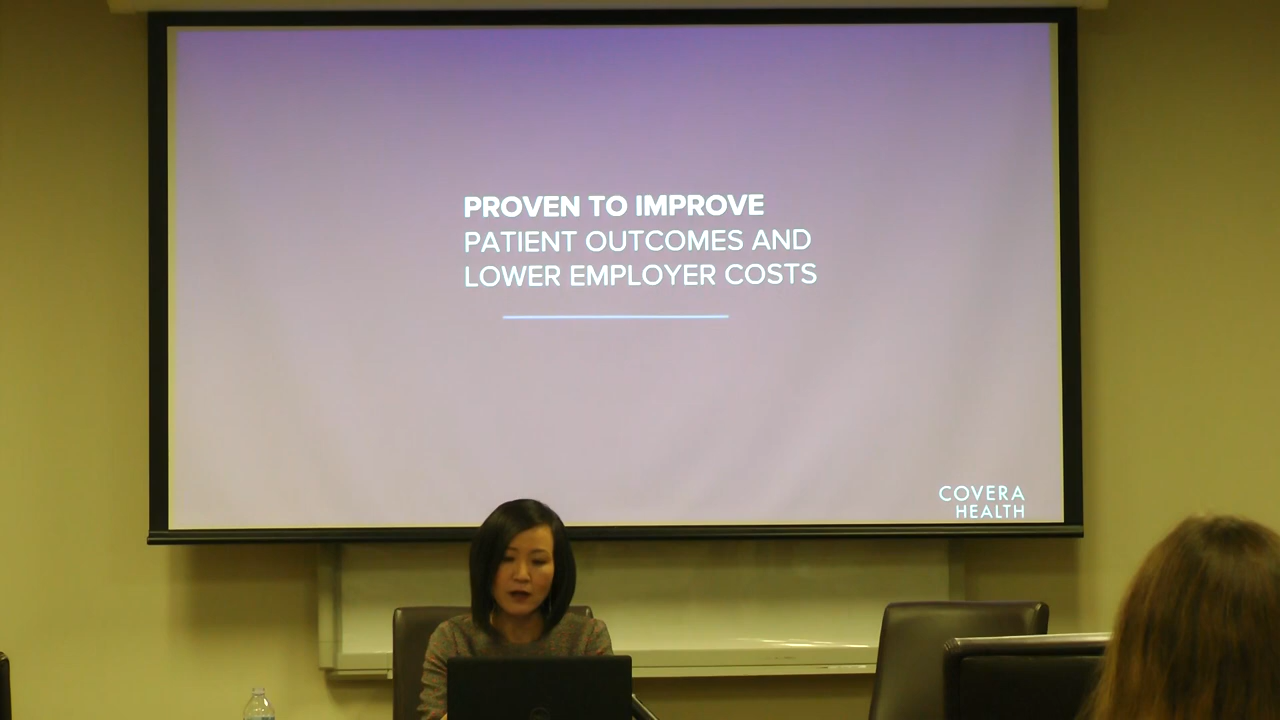 PROVEN TO IMPROVE
PATIENT OUTCOMES AND
LOWER EMPLOYER COSTS
COVERA
HEALTH